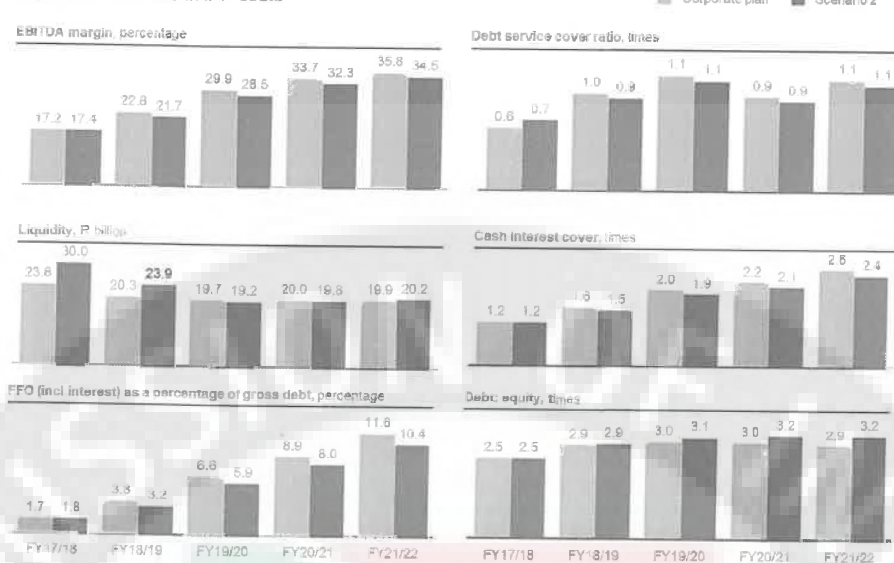 Corporate plan Scenario 2
EBITDA margin, percentage
17.2 17.4 22.8 21.7 29.9 28.5 33.7 32.3 35.8 34.5
Debt service cover ratio, times
0.6 0.7 1.0 0.9 1.1 1.1 0.9 0.9 1.1 1.1
Liquidity, R billion
23.8 30.0 20.3 23.9 19.7 19.2 20.0 19.8 19.9 20.2
Cash interest cover, times
1.2 1.2 1.6 1.5 2.0 1.9 2.2 2.1 2.6 2.4
FFO (incl interest) as a percentage of gross debt, percentage
1.7 1.8 3.8 3.2 6.6 5.9 8.9 8.0 11.6 10.4
FY17/18 FY18/19 FY19/20 FY20/21 FY21/22
Debt: equity, times
2.5 2.5 2.9 2.9 3.0 3.1 3.0 3.2 2.9 3.2
FY17/18 FY18/19 FY19/20 FY20/21 FY21/22